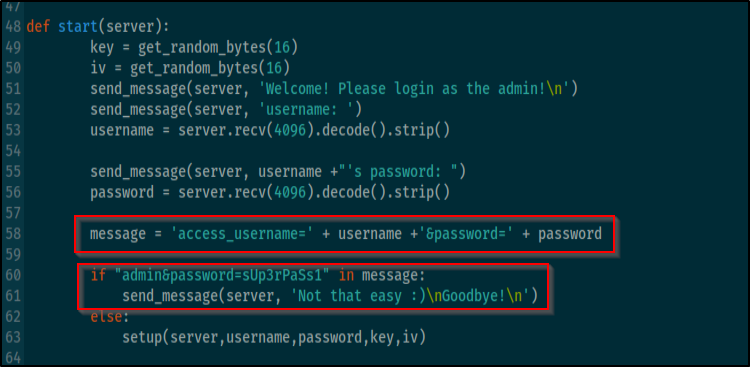 47
48 def start(server):
49 key = get_random_bytes(16)
50 iv = get_random_bytes(16)
51 send_message(server, 'Welcome! Please login as the admin!\n')
52 send_message(server, 'username: ')
53 username = server.recv(4096).decode().strip()
54
55 send_message(server, username +"'s password: ")
56 password = server.recv(4096).decode().strip()
57
58 message = 'access_username=' + username +'&password=' + password
59
60 if "admin&password=sUp3rPaSs1" in message:
61 send_message(server, 'Not that easy :)\nGoodbye!\n')
62 else:
63 setup(server,username,password,key,iv)
64